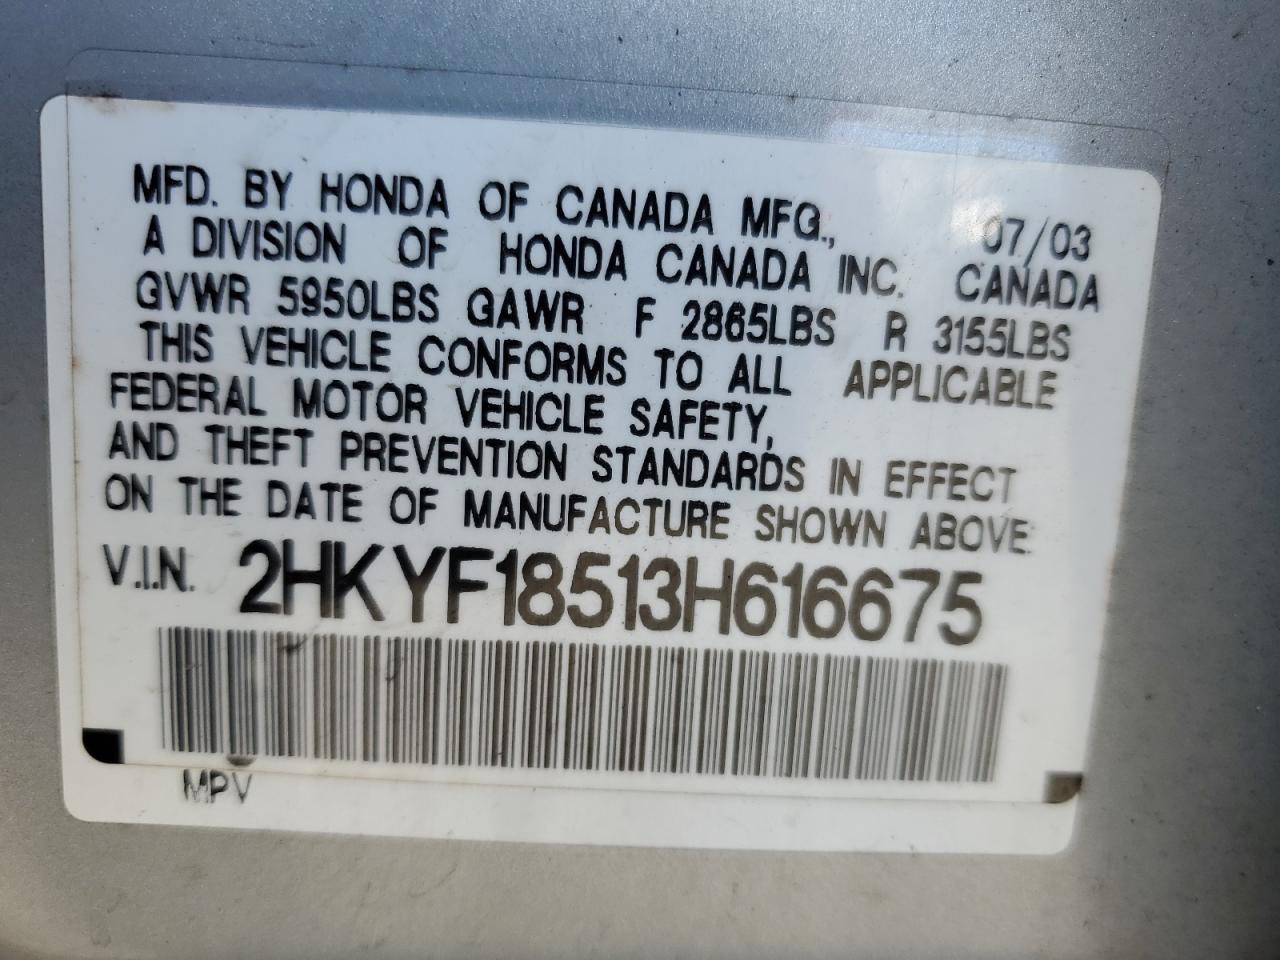 MFD. BY HONDA OF CANADA MFG., 07/03
A DIVISION OF HONDA CANADA INC. CANADA
GVWR 5950LBS GAWR F 2865LBS R 3155LBS
THIS VEHICLE CONFORMS TO ALL APPLICABLE
FEDERAL MOTOR VEHICLE SAFETY,
AND THEFT PREVENTION STANDARDS IN EFFECT
ON THE DATE OF MANUFACTURE SHOWN ABOVE.
V.I.N. 2HKYF18513H616675
MPV